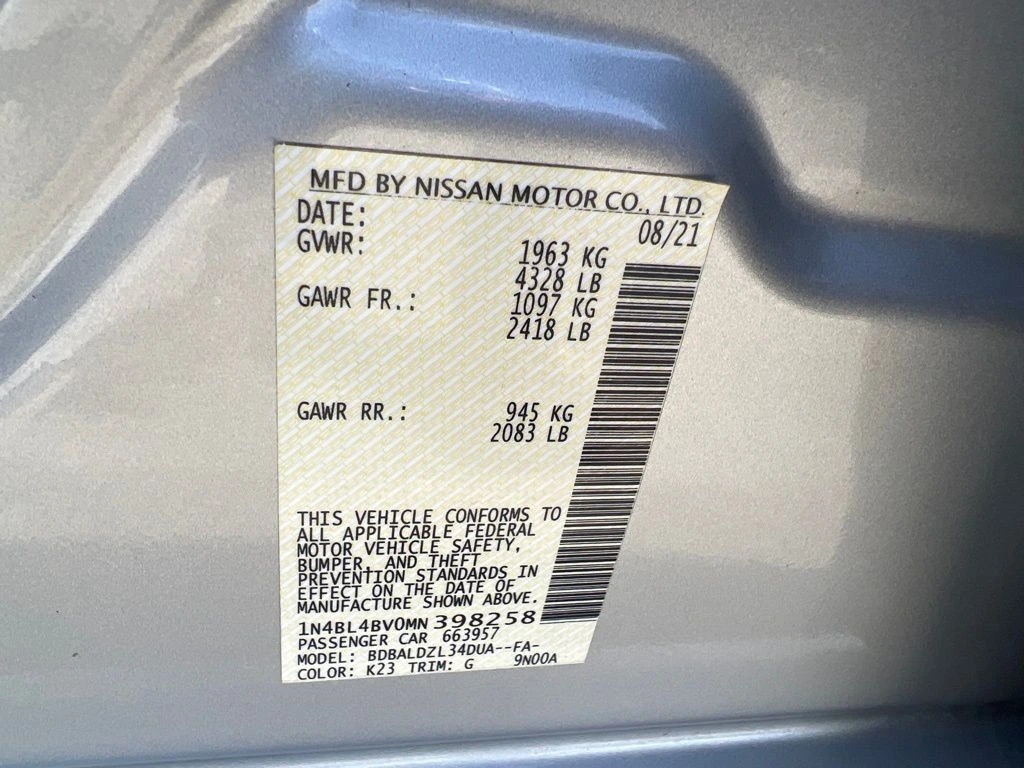 MFD BY NISSAN MOTOR CO., LTD.
DATE: 08/21
GVWR: 1963 KG
4328 LB
GAWR FR.: 1097 KG
2418 LB
GAWR RR.: 945 KG
2083 LB
THIS VEHICLE CONFORMS TO
ALL APPLICABLE FEDERAL
MOTOR VEHICLE SAFETY,
BUMPER, AND THEFT
PREVENTION STANDARDS IN
EFFECT ON THE DATE OF
MANUFACTURE SHOWN ABOVE.
1N4BL4BV0MN398258
PASSENGER CAR 663957
MODEL: BDBALDZL34DUA--FA-
COLOR: K23 TRIM: G 9N00A